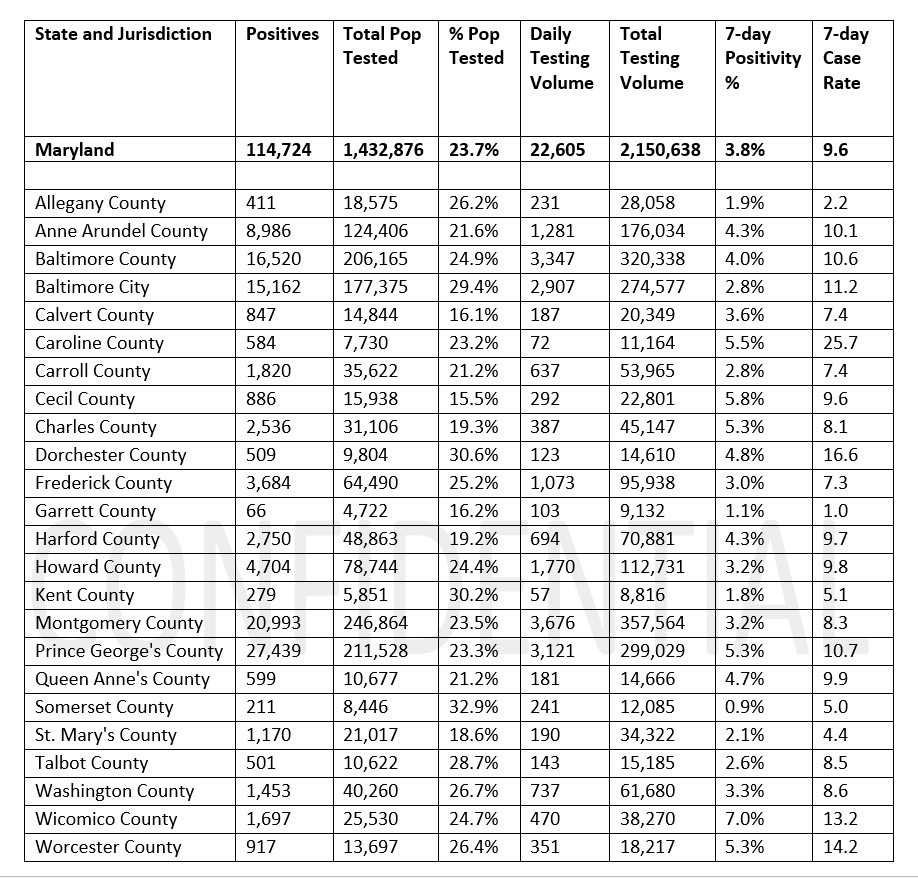 State and Jurisdiction Positives Total Pop Tested % Pop Tested Daily Testing Volume Total Testing Volume 7-day Positivity % 7-day Case Rate
Maryland 114,724 1,432,876 23.7% 22,605 2,150,638 3.8% 9.6
Allegany County 411 18,575 26.2% 231 28,058 1.9% 2.2
Anne Arundel County 8,986 124,406 21.6% 1,281 176,034 4.3% 10.1
Baltimore County 16,520 206,165 24.9% 3,347 320,338 4.0% 10.6
Baltimore City 15,162 177,375 29.4% 2,907 274,577 2.8% 11.2
Calvert County 847 14,844 16.1% 187 20,349 3.6% 7.4
Caroline County 584 7,730 23.2% 72 11,164 5.5% 25.7
Carroll County 1,820 35,622 21.2% 637 53,965 2.8% 7.4
Cecil County 886 15,938 15.5% 292 22,801 5.8% 9.6
Charles County 2,536 31,106 19.3% 387 45,147 5.3% 8.1
Dorchester County 509 9,804 30.6% 123 14,610 4.8% 16.6
Frederick County 3,684 64,490 25.2% 1,073 95,938 3.0% 7.3
Garrett County 66 4,722 16.2% 103 9,132 1.1% 1.0
Harford County 2,750 48,863 19.2% 694 70,881 4.3% 9.7
Howard County 4,704 78,744 24.4% 1,770 112,731 3.2% 9.8
Kent County 279 5,851 30.2% 57 8,816 1.8% 5.1
Montgomery County 20,993 246,864 23.5% 3,676 357,564 3.2% 8.3
Prince George's County 27,439 211,528 23.3% 3,121 299,029 5.3% 10.7
Queen Anne's County 599 10,677 21.2% 181 14,666 4.7% 9.9
Somerset County 211 8,446 32.9% 241 12,085 0.9% 5.0
St. Mary's County 1,170 21,017 18.6% 190 34,322 2.1% 4.4
Talbot County 501 10,622 28.7% 143 15,185 2.6% 8.5
Washington County 1,453 40,260 26.7% 737 61,680 3.3% 8.6
Wicomico County 1,697 25,530 24.7% 470 38,270 7.0% 13.2
Worcester County 917 13,697 26.4% 351 18,217 5.3% 14.2
CONFIDENTIAL